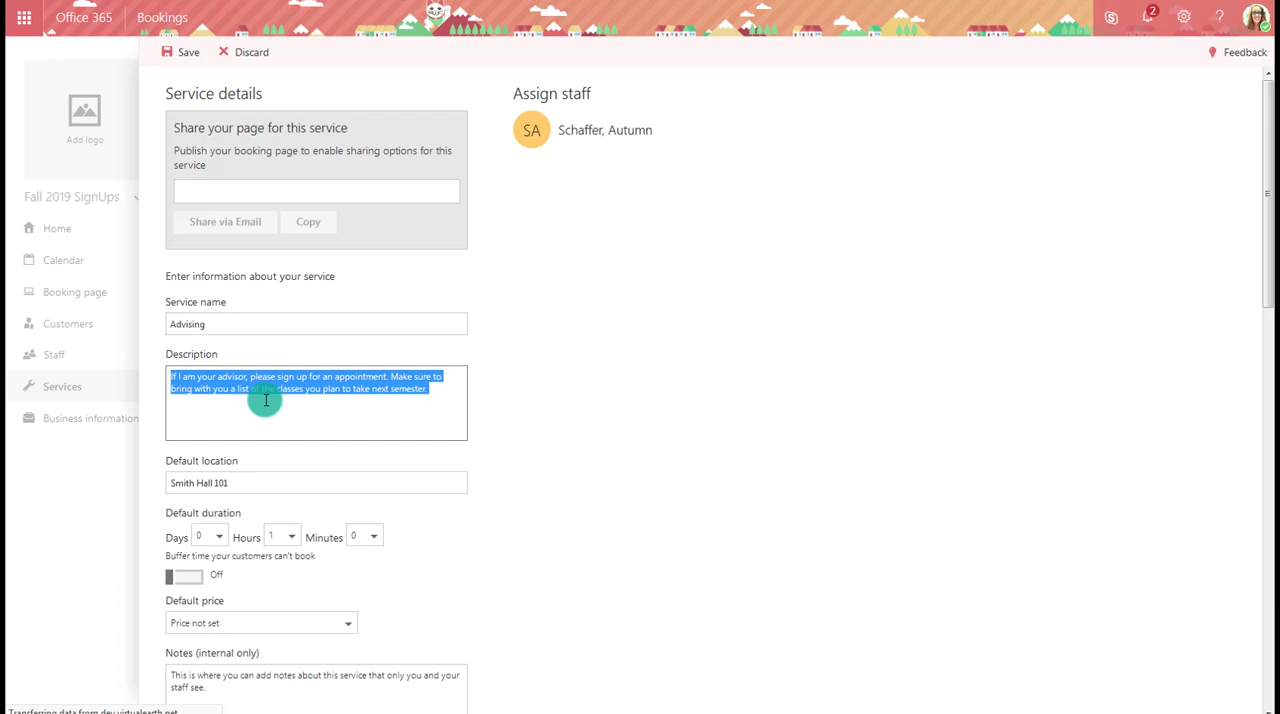 Office 365
Bookings
2
?
Save
Discard
Feedback
Add logo
Fall 2019 SignUps
Home
Calendar
Booking page
Customers
Staff
Services
Business information
Service details
Share your page for this service
Publish your booking page to enable sharing options for this
service
Share via Email
Copy
Enter information about your service
Service name
Advising
Description
If I am your advisor, please sign up for an appointment. Make sure to
bring with you a list of the classes you plan to take next semester.
Default location
Smith Hall 101
Default duration
Days 0 Hours 1 Minutes 0
Buffer time your customers can't book
Off
Default price
Price not set
Notes (internal only)
This is where you can add notes about this service that only you and your
staff see.
Assign staff
SA Schaffer, Autumn
Transferring data from dev.virtualearth.net